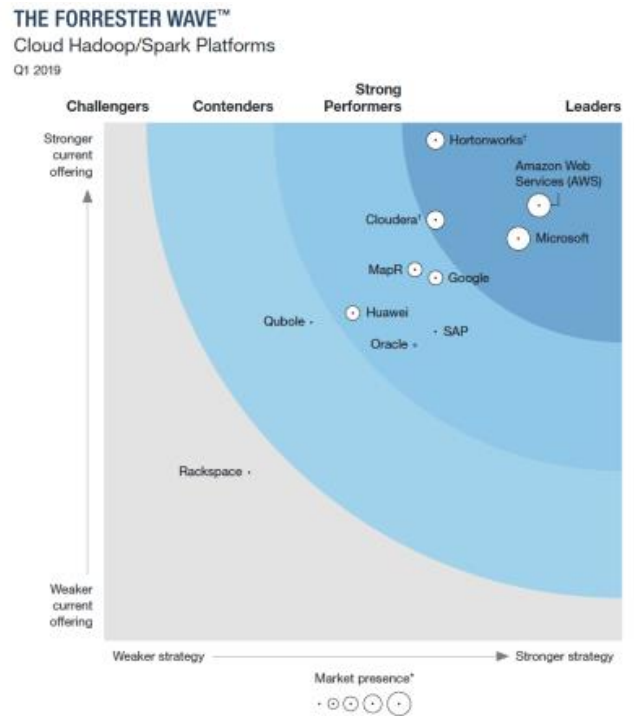 THE FORRESTER WAVE™
Cloud Hadoop/Spark Platforms
Q1 2019
Challengers
Contenders
Strong
Performers
Leaders
Stronger
current
offering
Hortonworks†
Amazon Web
Services (AWS)
Cloudera†
Microsoft
MapR
Google
Huawei
Qubole
SAP
Oracle
Rackspace
Weaker
current
offering
Weaker strategy
Stronger strategy
Market presence*